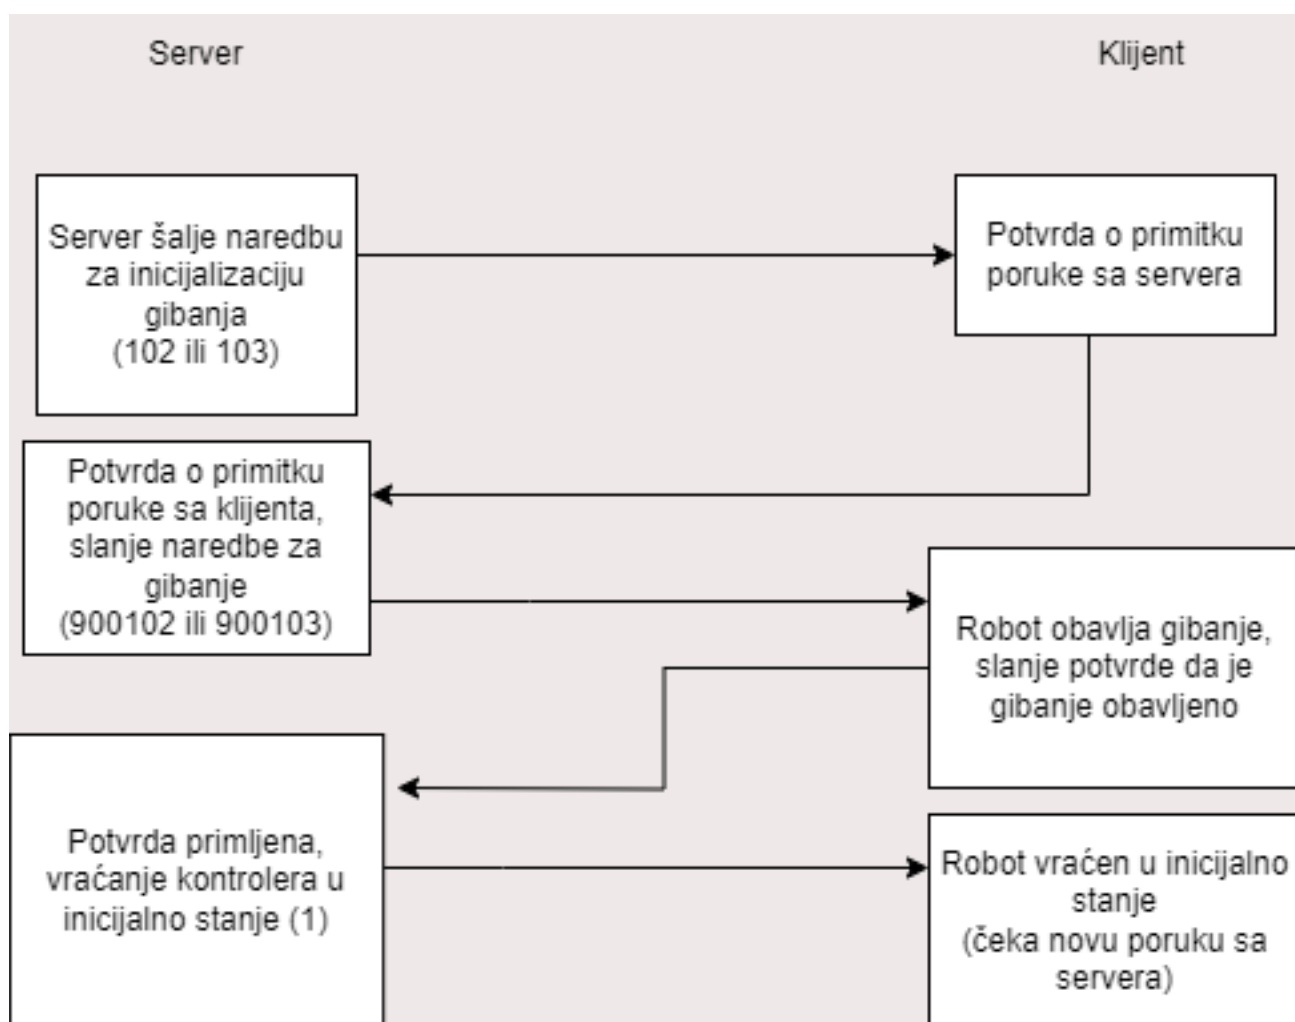 Server
Klijent
Server šalje naredbu
za inicijalizaciju
gibanja
(102 ili 103)
Potvrda o primitku
poruke sa servera
Potvrda o primitku
poruke sa klijenta,
slanje naredbe za
gibanje
(900102 ili 900103)
Robot obavlja gibanje,
slanje potvrde da je
gibanje obavljeno
Potvrda primljena,
vraćanje kontrolera u
inicijalno stanje (1)
Robot vraćen u inicijalno
stanje
(čeka novu poruku sa
servera)